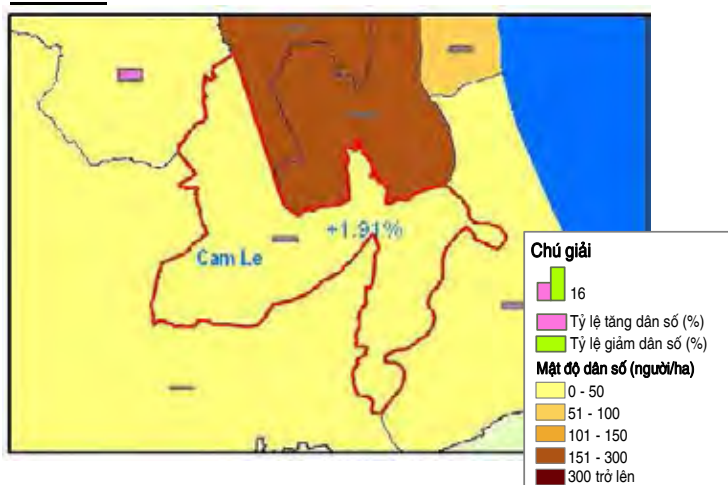 +1.91%
Cam Le
Chú giải
16
Tỷ lệ tăng dân số (%)
Tỷ lệ giảm dân số (%)
Mật độ dân số (người/ha)
0 - 50
51 - 100
101 - 150
151 - 300
300 trở lên